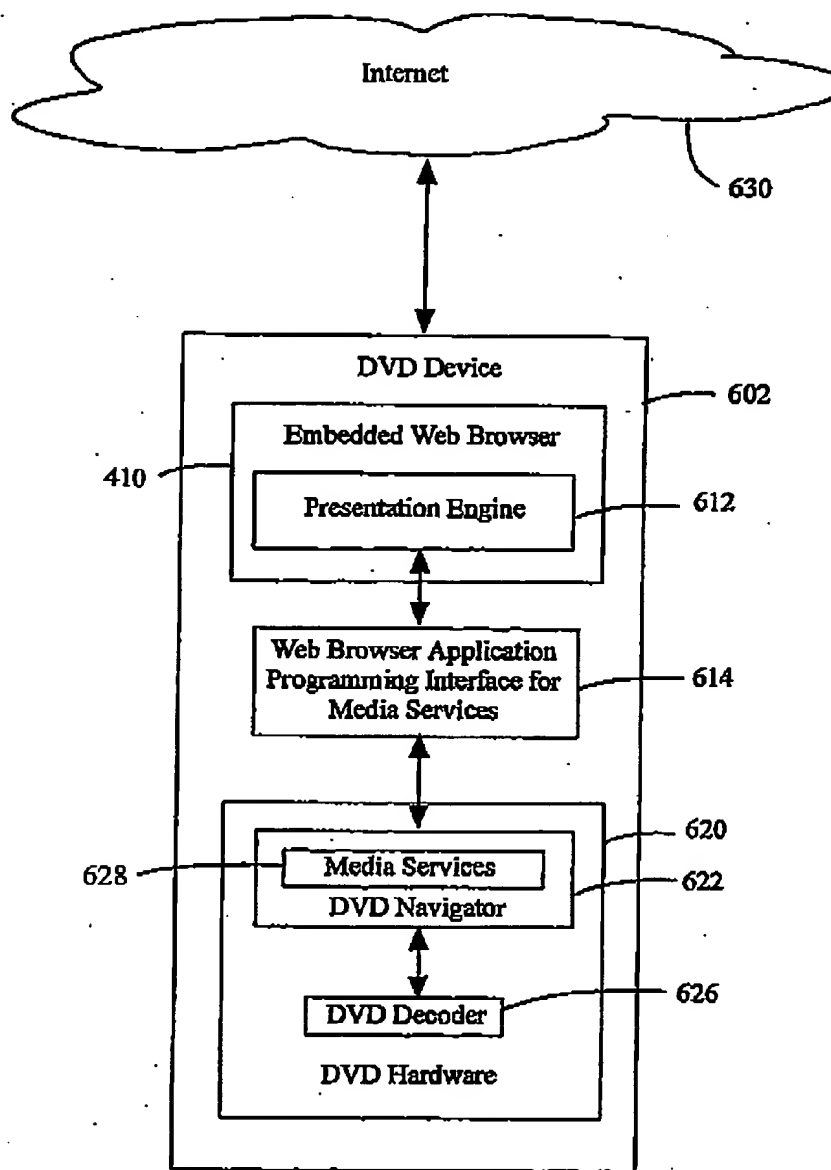 Internet
630
DVD Device
602
Embedded Web Browser
410
Presentation Engine
612
Web Browser Application
Programming Interface for
Media Services
614
620
Media Services
628
622
DVD Navigator
626
DVD Decoder
DVD Hardware